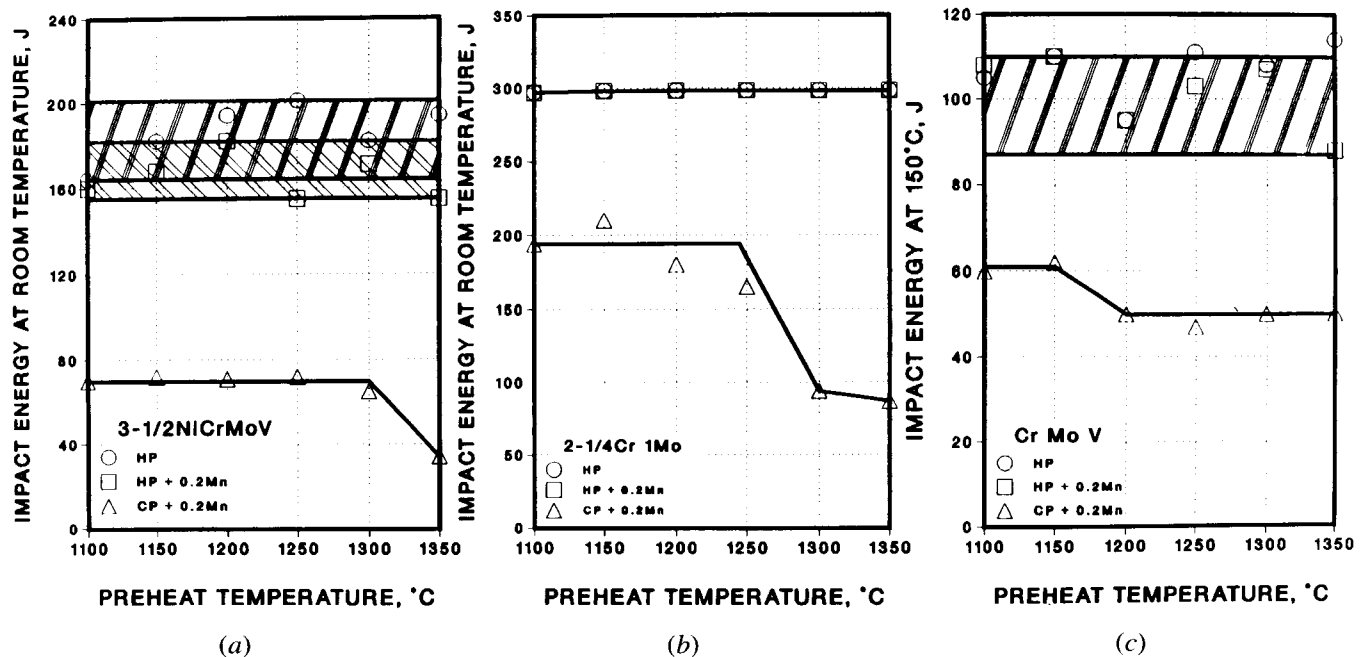 IMPACT ENERGY AT ROOM TEMPERATURE, J
240
200
160
120
80
40
0
3-1/2NiCrMoV
HP
HP + 0.2Mn
CP + 0.2Mn
1100 1150 1200 1250 1300 1350
PREHEAT TEMPERATURE, °C
(a)
IMPACT ENERGY AT ROOM TEMPERATURE, J
350
300
250
200
150
100
50
0
2-1/4Cr 1Mo
HP
HP + 0.2Mn
CP + 0.2Mn
1100 1150 1200 1250 1300 1350
PREHEAT TEMPERATURE, °C
(b)
IMPACT ENERGY AT 150°C, J
120
100
80
60
40
20
0
Cr Mo V
HP
HP + 0.2Mn
CP + 0.2Mn
1100 1150 1200 1250 1300 1350
PREHEAT TEMPERATURE, °C
(c)